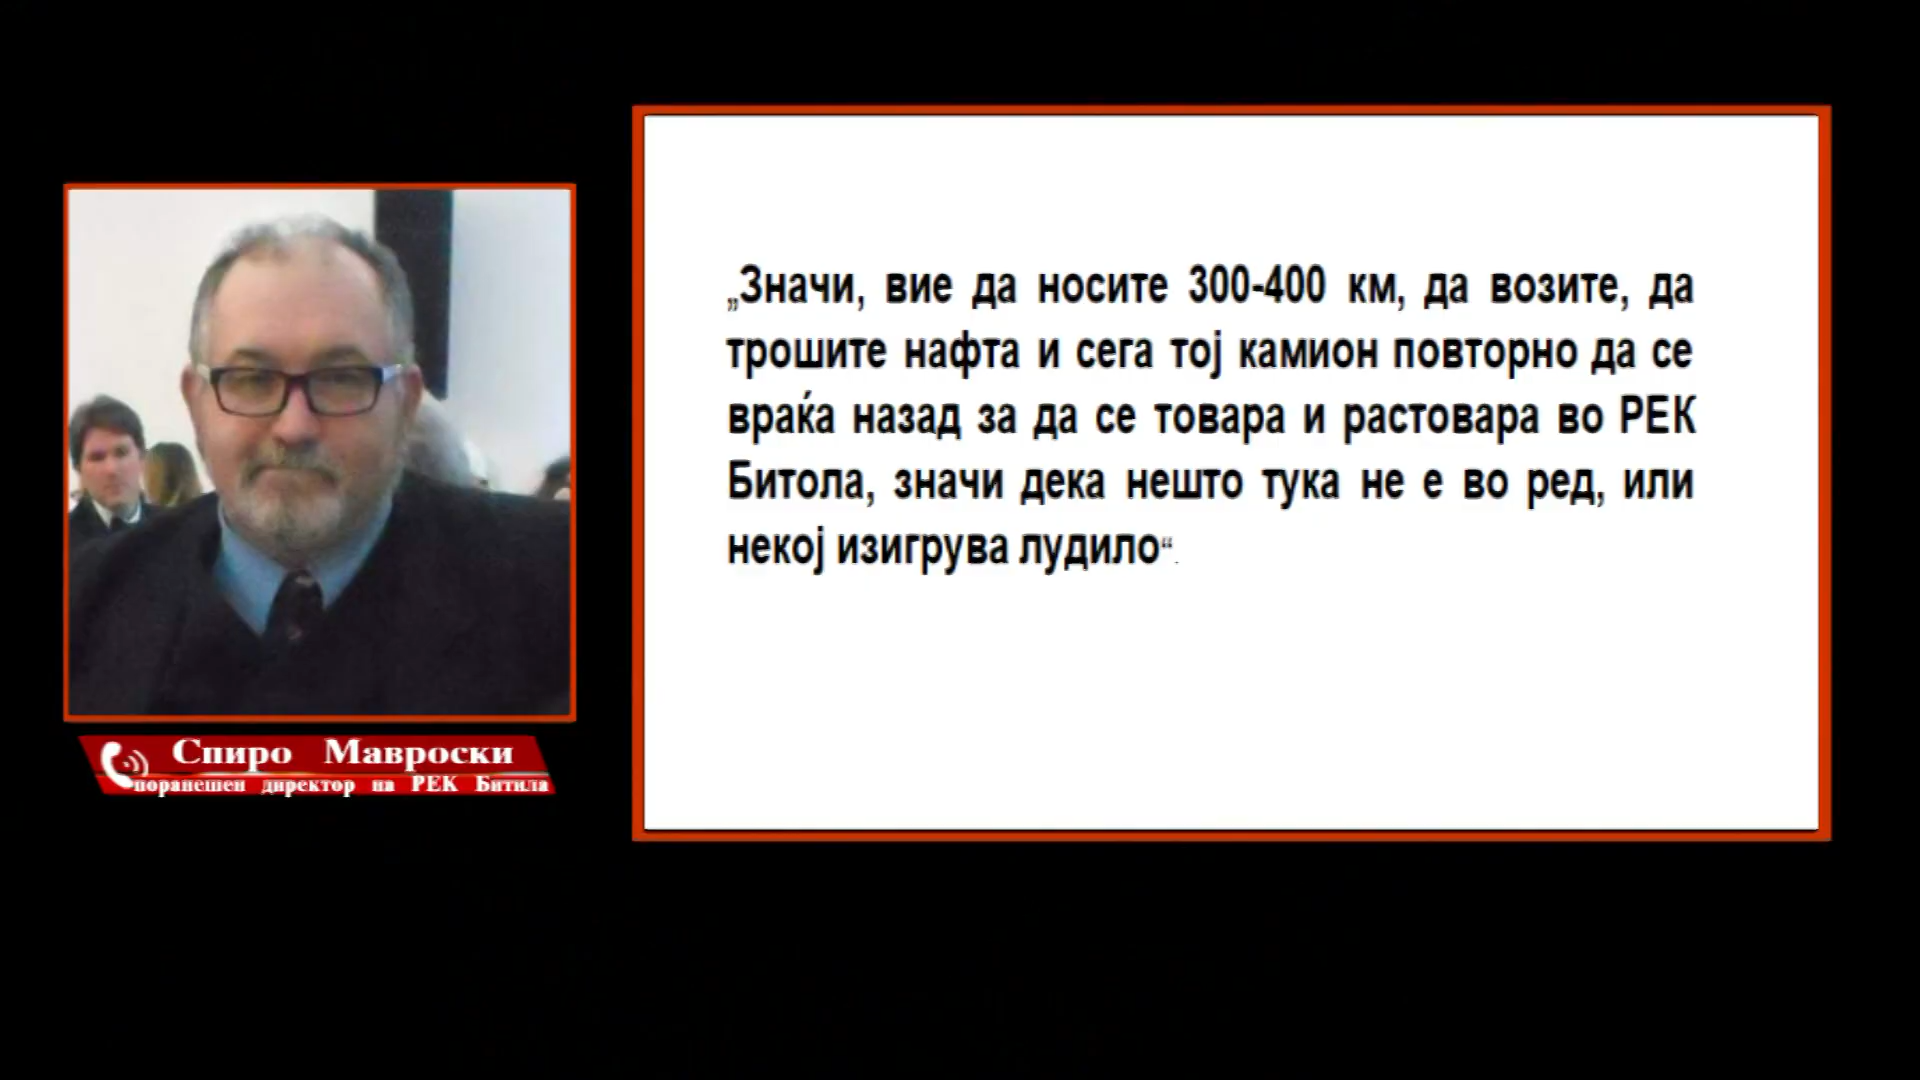 „Значи, вие да носите 300-400 км, да возите, да
трошите нафта и сега тој камион повторно да се
враќа назад за да се товара и растовара во РЕК
Битола, значи дека нешто тука не е во ред, или
некој изигрува лудило“.
Спиро Мавроски
поранешен директор на РЕК Битила